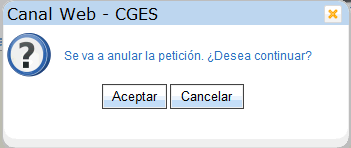 Canal Web - CGES
Se va a anular la petición. ¿Desea continuar?
Aceptar Cancelar